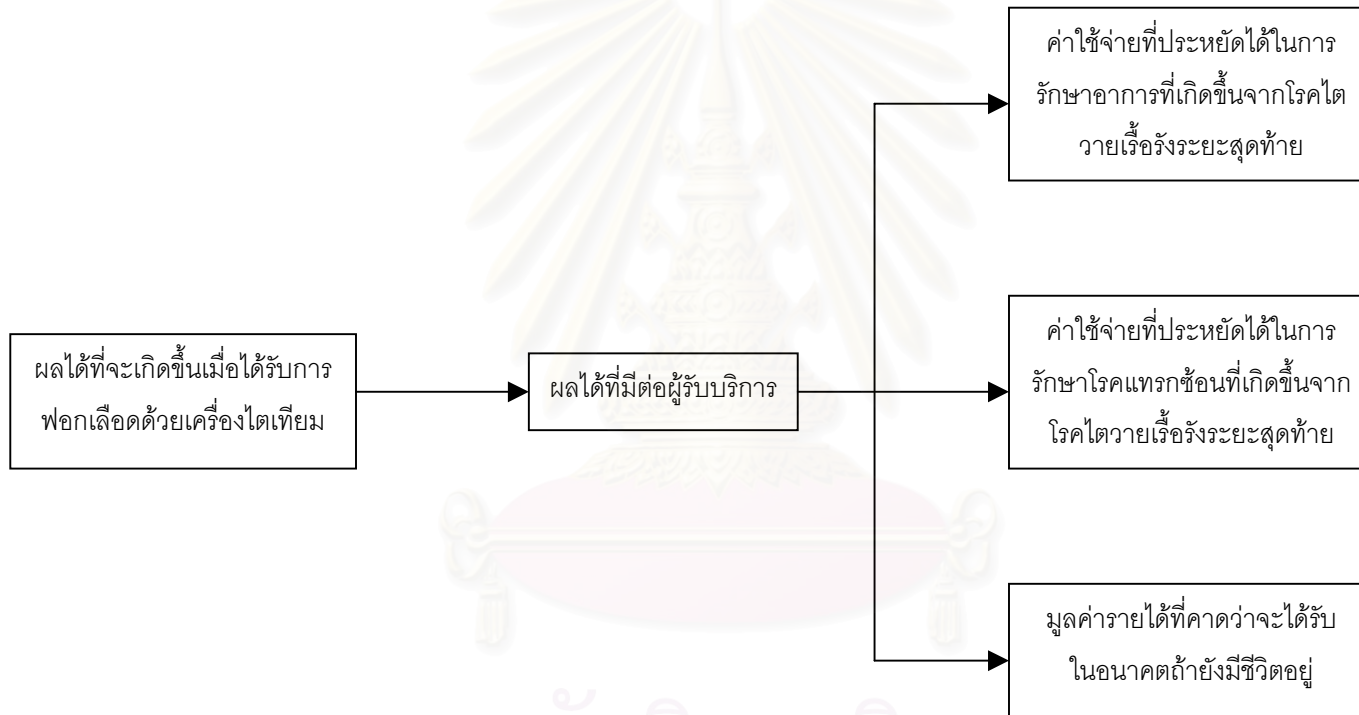 ค่าใช้จ่ายที่ประหยัดได้ในการ
รักษาอาการที่เกิดขึ้นจากโรคไต
วายเรื้อรังระยะสุดท้าย
ผลได้ที่จะเกิดขึ้นเมื่อได้รับการ
ฟอกเลือดด้วยเครื่องไตเทียม
ผลได้ที่มีต่อผู้รับบริการ
ค่าใช้จ่ายที่ประหยัดได้ในการ
รักษาโรคแทรกซ้อนที่เกิดขึ้นจาก
โรคไตวายเรื้อรังระยะสุดท้าย
มูลค่ารายได้ที่คาดว่าจะได้รับ
ในอนาคตถ้ายังมีชีวิตอยู่